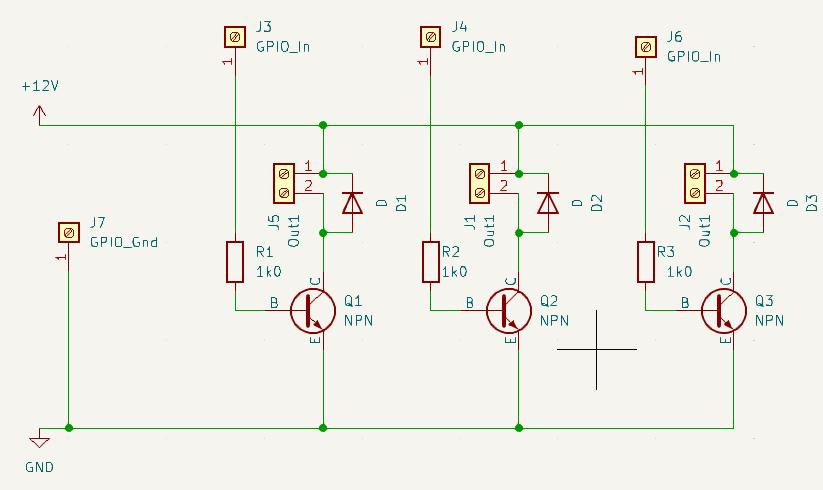 J3
GPIO_In
1
J4
GPIO_In
1
J6
GPIO_In
1
+12V
1
2
J5
Out1
D
D1
1
2
J1
Out1
D
D2
1
2
J2
Out1
D
D3
J7
GPIO_Gnd
1
R1
1k0
R2
1k0
R3
1k0
B
C
E
Q1
NPN
B
C
E
Q2
NPN
B
C
E
Q3
NPN
GND